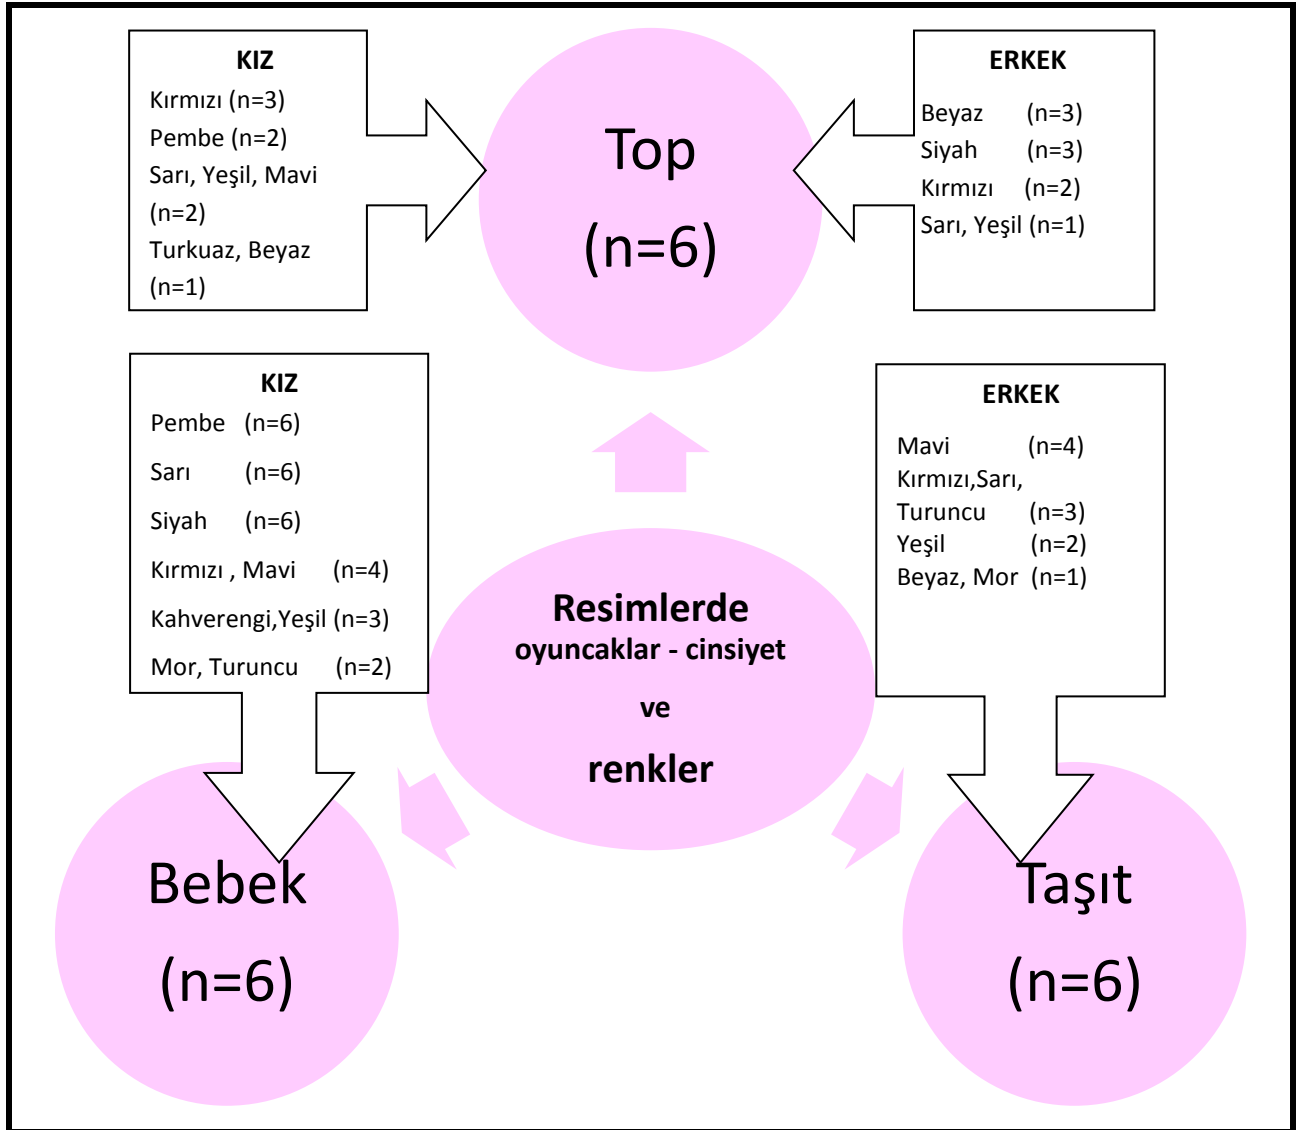 KIZ
Kırmızı (n=3)
Pembe (n=2)
Sarı, Yeşil, Mavi
(n=2)
Turkuaz, Beyaz
(n=1)
Top
(n=6)
ERKEK
Beyaz (n=3)
Siyah (n=3)
Kırmızı (n=2)
Sarı, Yeşil (n=1)
KIZ
Pembe (n=6)
Sarı (n=6)
Siyah (n=6)
Kırmızı , Mavi (n=4)
Kahverengi,Yeşil (n=3)
Mor, Turuncu (n=2)
Resimlerde
oyuncaklar - cinsiyet
ve
renkler
ERKEK
Mavi (n=4)
Kırmızı,Sarı,
Turuncu (n=3)
Yeşil (n=2)
Beyaz, Mor (n=1)
Bebek
(n=6)
Taşıt
(n=6)